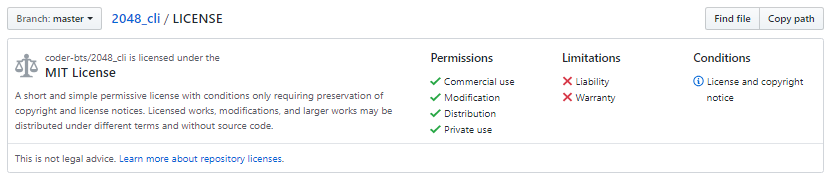 Branch: master
2048_cli / LICENSE
Find file
Copy path
coder-bts/2048_cli is licensed under the
MIT License
A short and simple permissive license with conditions only requiring preservation of
copyright and license notices. Licensed works, modifications, and larger works may be
distributed under different terms and without source code.
Permissions
Commercial use
Modification
Distribution
Private use
Limitations
Liability
Warranty
Conditions
License and copyright
notice
This is not legal advice. Learn more about repository licenses.